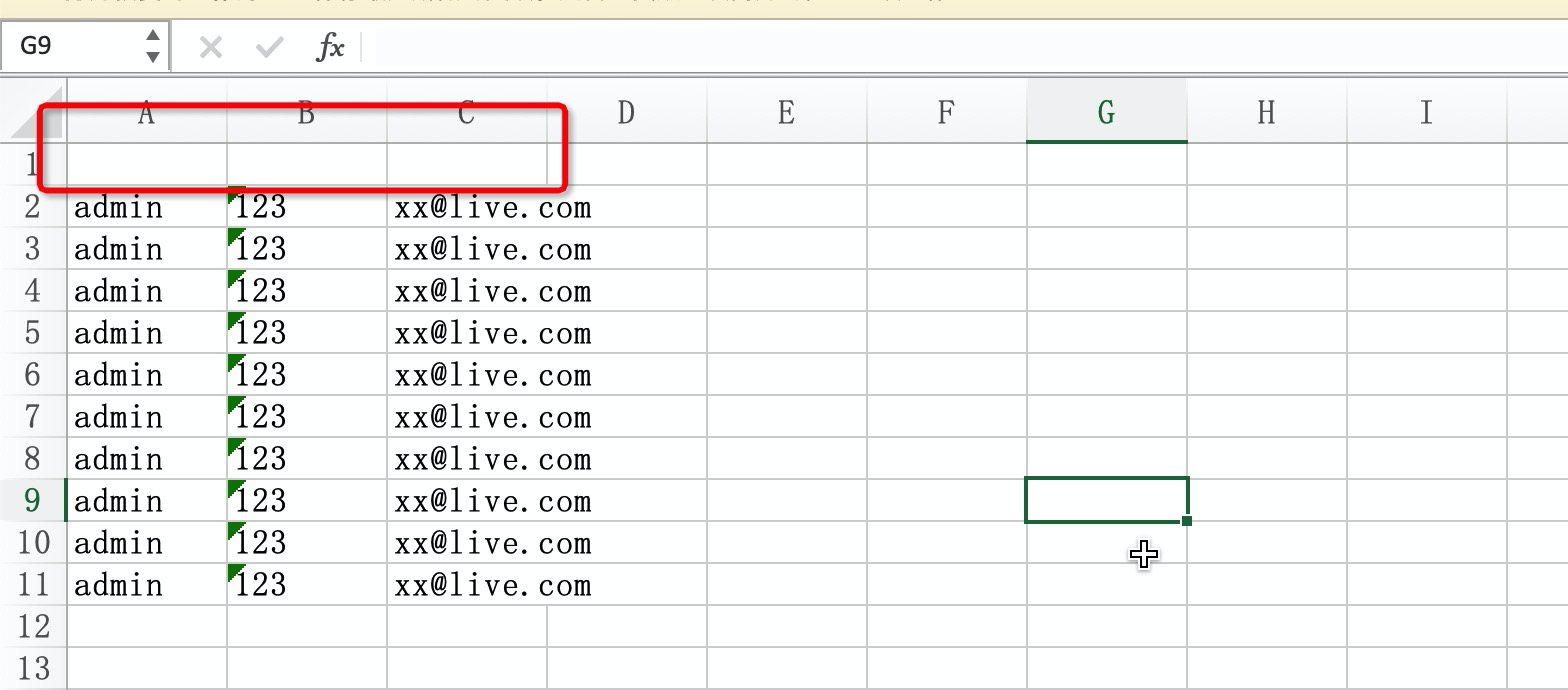 G9 fx
A B C D E F G H I
1
2 admin 123 xx@live.com
3 admin 123 xx@live.com
4 admin 123 xx@live.com
5 admin 123 xx@live.com
6 admin 123 xx@live.com
7 admin 123 xx@live.com
8 admin 123 xx@live.com
9 admin 123 xx@live.com
10 admin 123 xx@live.com
11 admin 123 xx@live.com
12
13